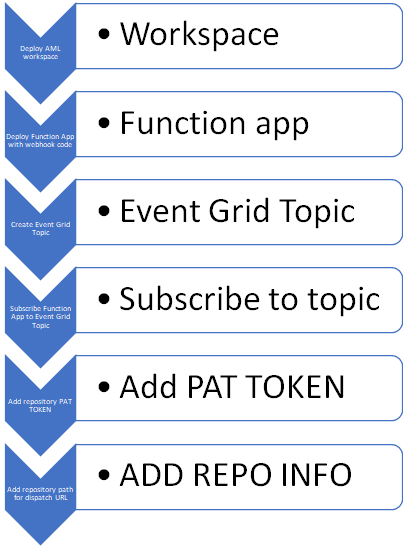 Deploy AML
workspace
• Workspace
Deploy Function App
with webhook code
• Function app
Create Event Grid
Topic
• Event Grid Topic
Subscribe Function
App to Event Grid
Topic
• Subscribe to topic
Add repository PAT
TOKEN
• Add PAT TOKEN
Add repository path
for dispatch URL
• ADD REPO INFO